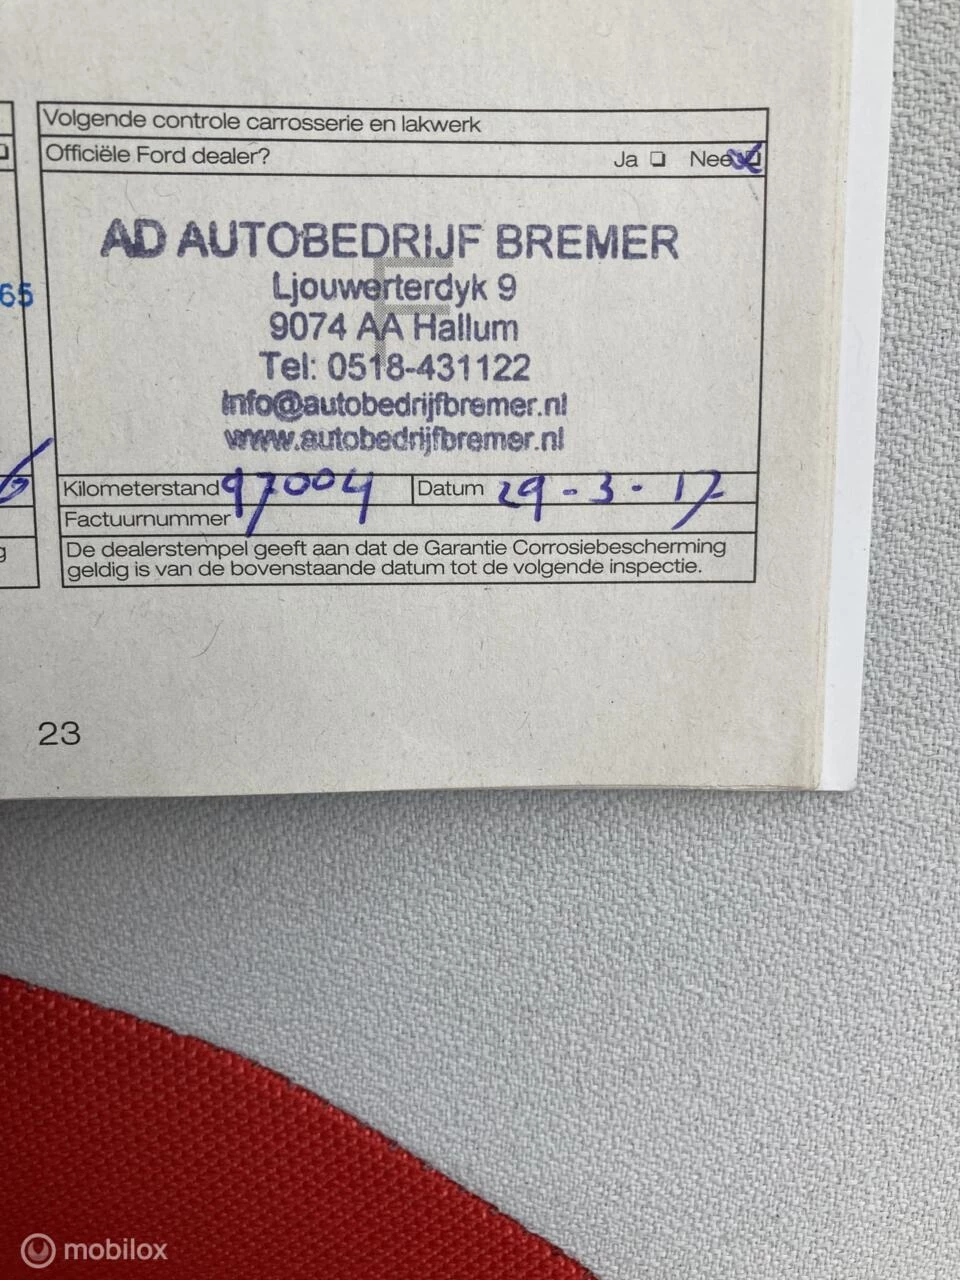 Volgende controle carrosserie en lakwerk
Officiële Ford dealer? Ja Nee
AD AUTOBEDRIJF BREMER
Ljouwerterdyk 9
9074 AA Hallum
Tel: 0518-431122
Info@autobedrijfbremer.nl
www.autobedrijfbremer.nl
65
Kilometerstand 97004 Datum 29-3-17
Factuurnummer
De dealerstempel geeft aan dat de Garantie Corrosiebescherming
geldig is van de bovenstaande datum tot de volgende inspectie.
23
mobilox